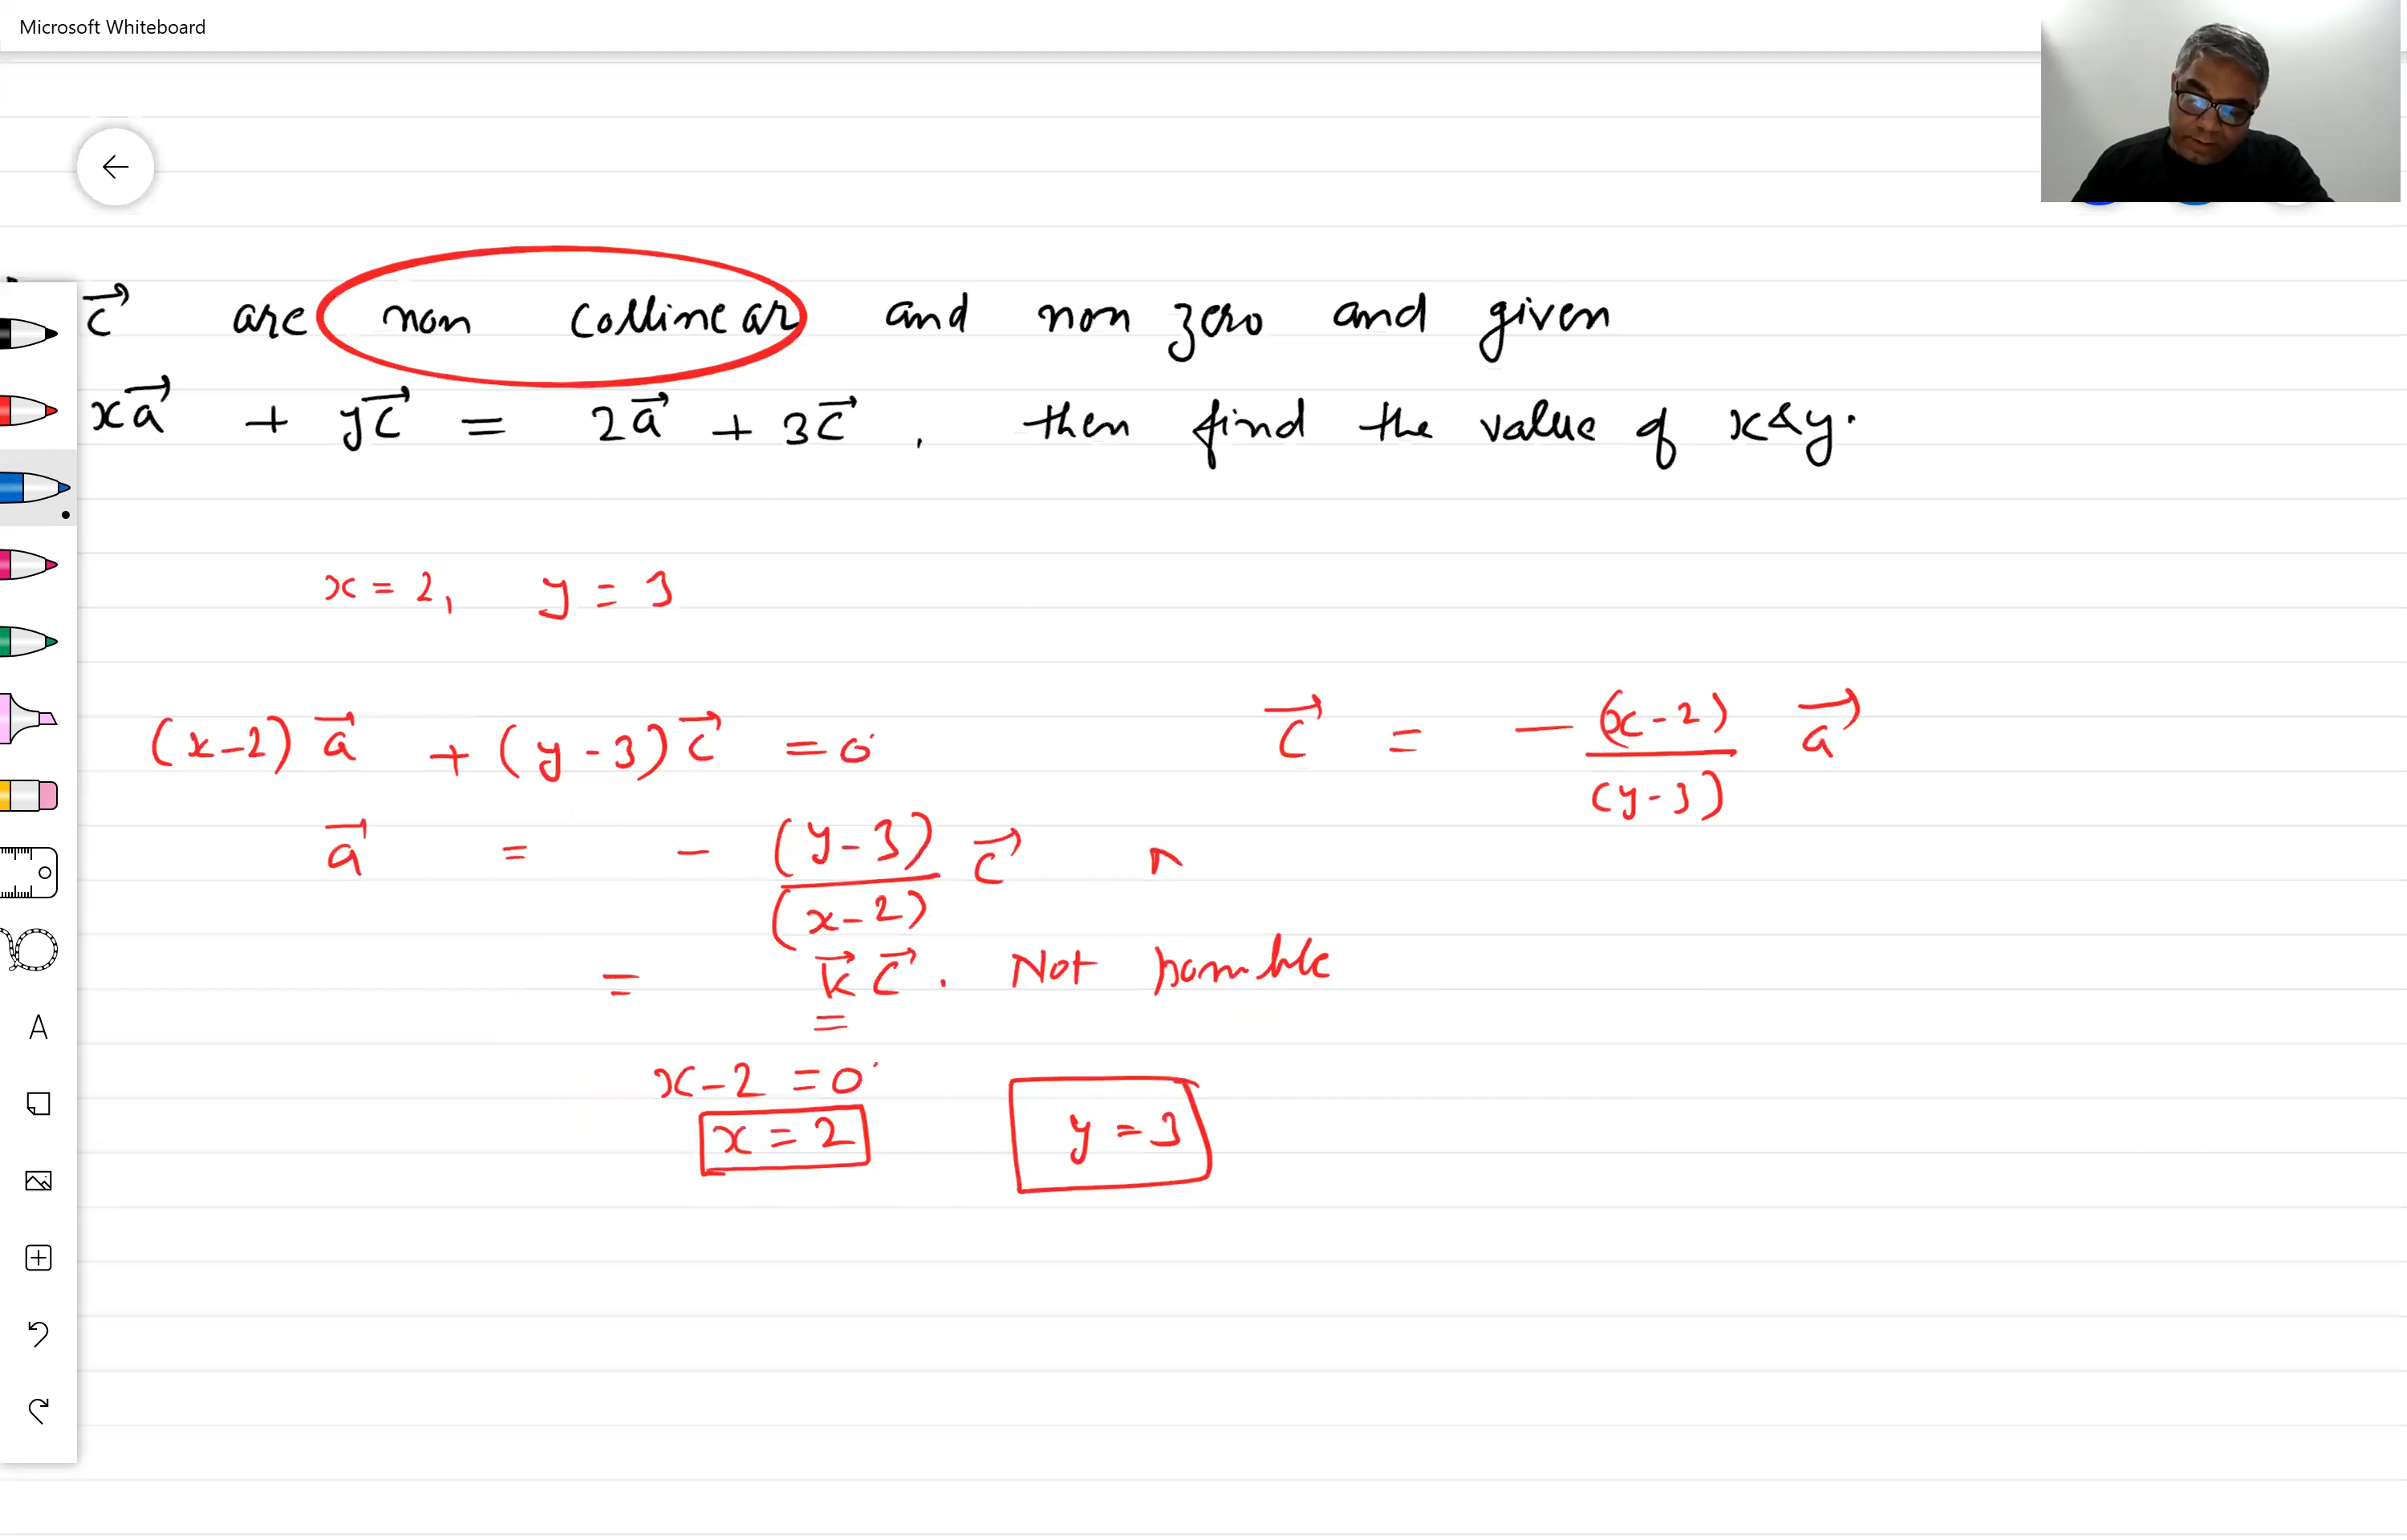 Microsoft Whiteboard
c⃗ are non collinear and non zero and given
xa⃗ + yc⃗ = 2a⃗ + 3c⃗ , then find the value of x&y.
x = 2, y = 3
(x-2) a⃗ + (y-3) c⃗ = 0
c⃗ = - (x-2)/(y-3) a⃗
a⃗ = - (y-3)/(x-2) c⃗
= k⃗ c⃗ . Not possible
x-2 = 0
x = 2 y = 3
A